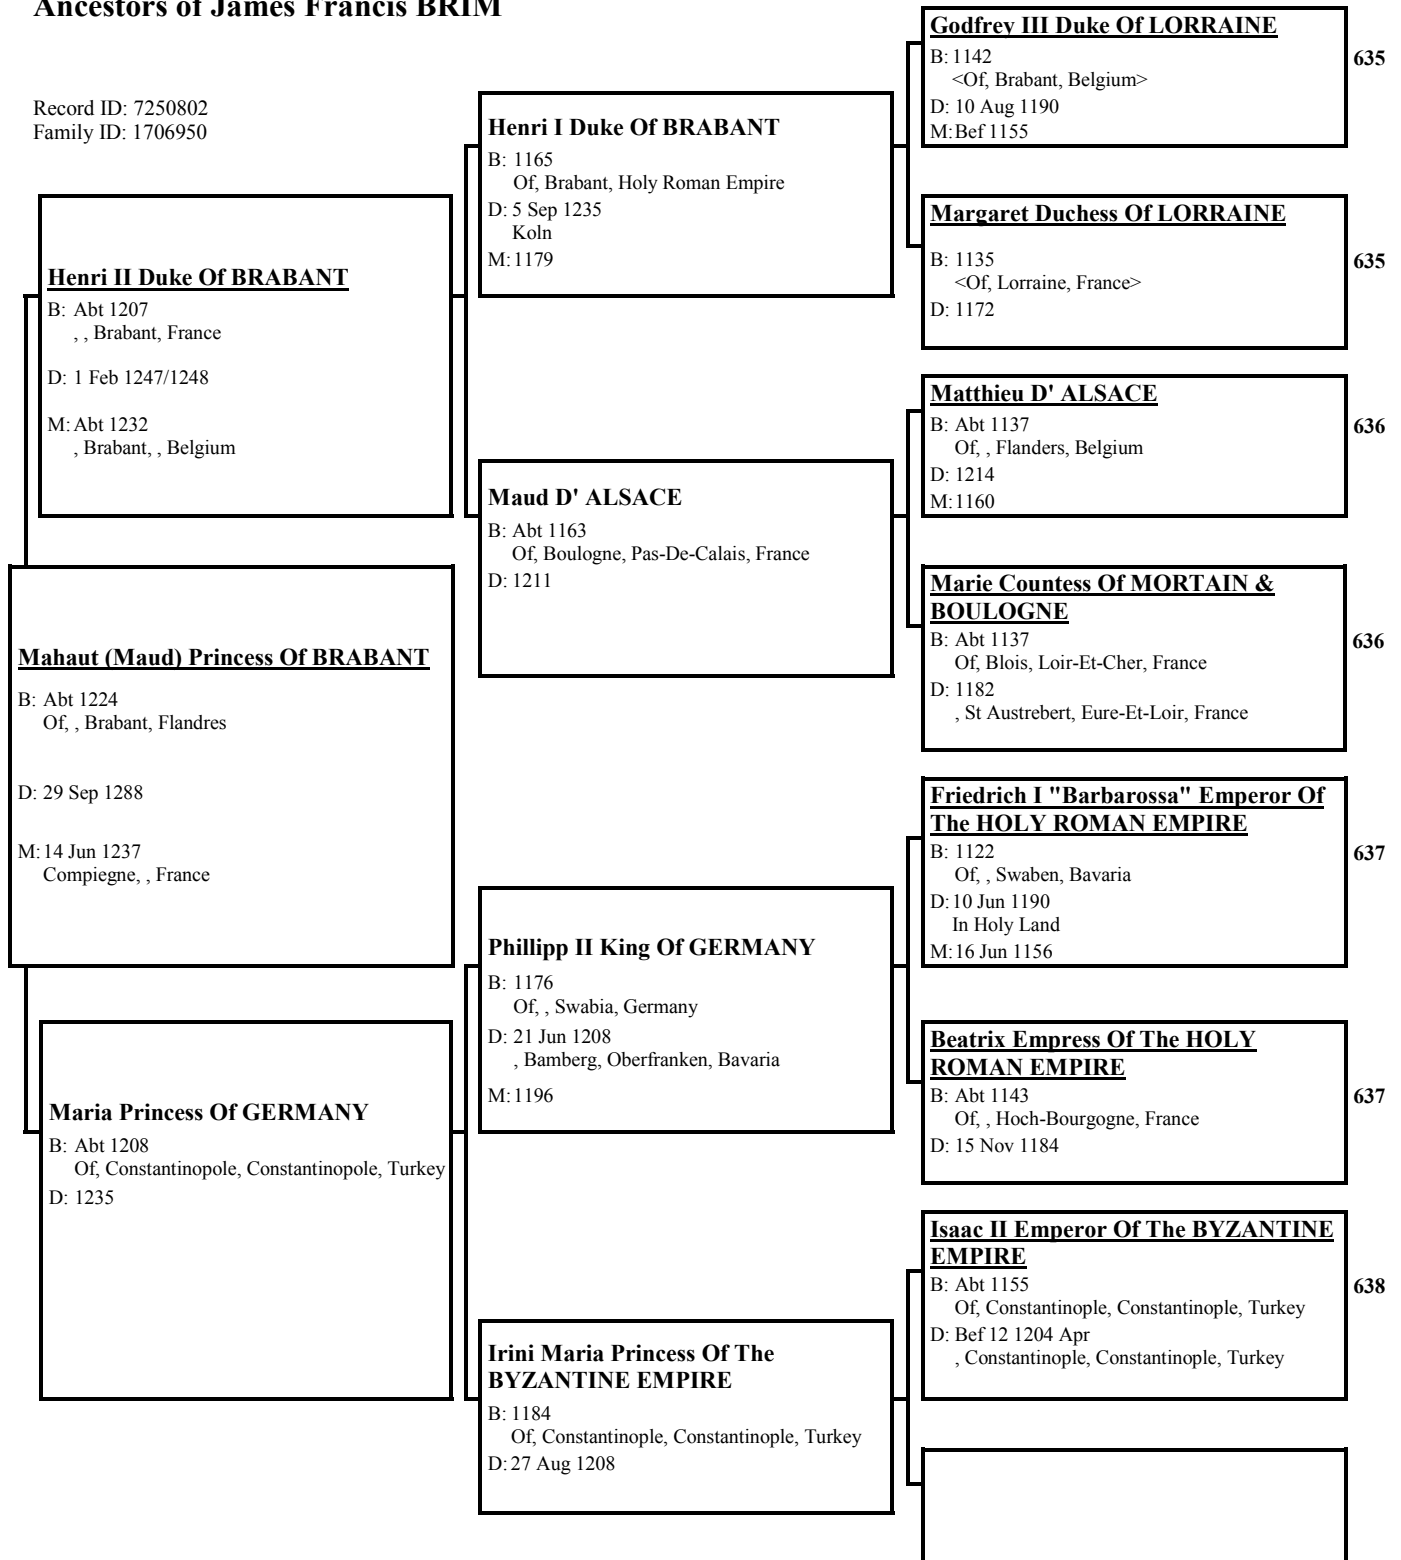 Ancestors of James Francis BRIM
Record ID: 7250802
Family ID: 1706950
Henri II Duke Of BRABANT
B: Abt 1207
, , Brabant, France
D: 1 Feb 1247/1248
M: Abt 1232
, Brabant, , Belgium
Mahaut (Maud) Princess Of BRABANT
B: Abt 1224
Of, , Brabant, Flandres
D: 29 Sep 1288
M: 14 Jun 1237
Compiegne, , France
Maria Princess Of GERMANY
B: Abt 1208
Of, Constantinopole, Constantinopole, Turkey
D: 1235
Henri I Duke Of BRABANT
B: 1165
Of, Brabant, Holy Roman Empire
D: 5 Sep 1235
Koln
M: 1179
Maud D' ALSACE
B: Abt 1163
Of, Boulogne, Pas-De-Calais, France
D: 1211
Phillipp II King Of GERMANY
B: 1176
Of, , Swabia, Germany
D: 21 Jun 1208
, Bamberg, Oberfranken, Bavaria
M: 1196
Irini Maria Princess Of The
BYZANTINE EMPIRE
B: 1184
Of, Constantinople, Constantinople, Turkey
D: 27 Aug 1208
Godfrey III Duke Of LORRAINE
B: 1142
<Of, Brabant, Belgium>
D: 10 Aug 1190
M: Bef 1155
635
Margaret Duchess Of LORRAINE
B: 1135
<Of, Lorraine, France>
D: 1172
635
Matthieu D' ALSACE
B: Abt 1137
Of, , Flanders, Belgium
D: 1214
M: 1160
636
Marie Countess Of MORTAIN &
BOULOGNE
B: Abt 1137
Of, Blois, Loir-Et-Cher, France
D: 1182
, St Austrebert, Eure-Et-Loir, France
636
Friedrich I "Barbarossa" Emperor Of
The HOLY ROMAN EMPIRE
B: 1122
Of, , Swaben, Bavaria
D: 10 Jun 1190
In Holy Land
M: 16 Jun 1156
637
Beatrix Empress Of The HOLY
ROMAN EMPIRE
B: Abt 1143
Of, , Hoch-Bourgogne, France
D: 15 Nov 1184
637
Isaac II Emperor Of The BYZANTINE
EMPIRE
B: Abt 1155
Of, Constantinople, Constantinople, Turkey
D: Bef 12 1204 Apr
, Constantinople, Constantinople, Turkey
638